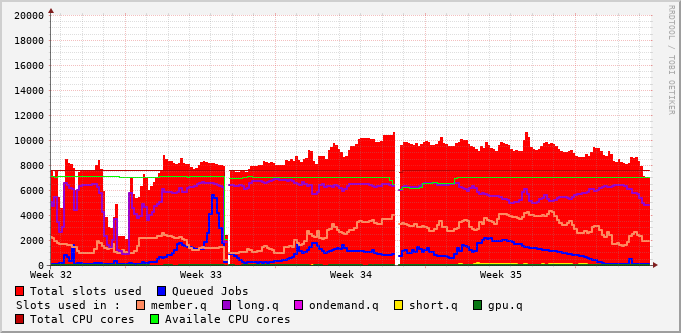 20000
18000
16000
14000
12000
10000
8000
6000
4000
2000
0
Week 32 Week 33 Week 34 Week 35
Total slots used Queued Jobs
Slots used in : member.q long.q ondemand.q short.q gpu.q
Total CPU cores Availale CPU cores
RRDTOOL / TOBI OETIKER